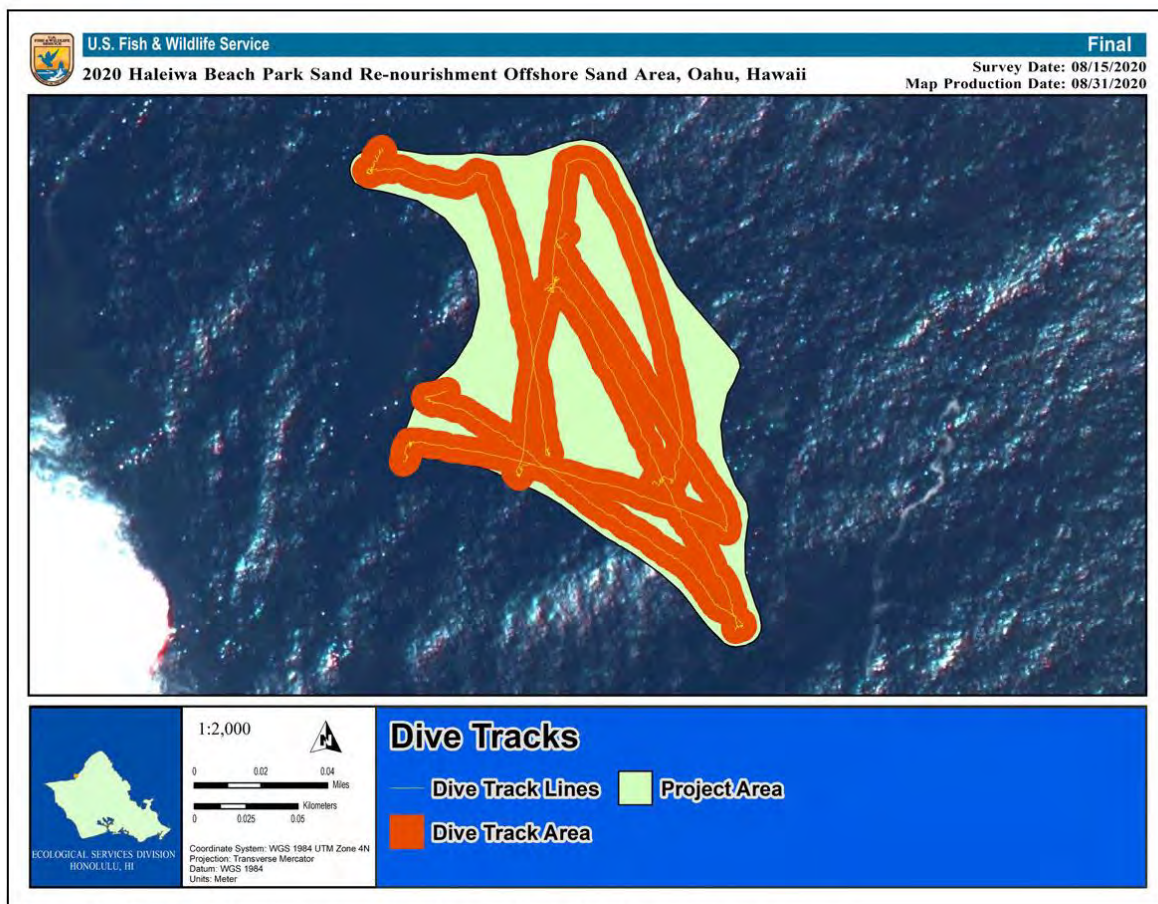 U.S. Fish & Wildlife Service
Final
2020 Haleiwa Beach Park Sand Re-nourishment Offshore Sand Area, Oahu, Hawaii
Survey Date: 08/15/2020
Map Production Date: 08/31/2020
1:2,000
N
0 0.02 0.04
Miles
Kilometers
0 0.025 0.05
Coordinate System: WGS 1984 UTM Zone 4N
Projection: Transverse Mercator
Datum: WGS 1984
Units: Meter
ECOLOGICAL SERVICES DIVISION
HONOLULU, HI
Dive Tracks
Dive Track Lines
Project Area
Dive Track Area